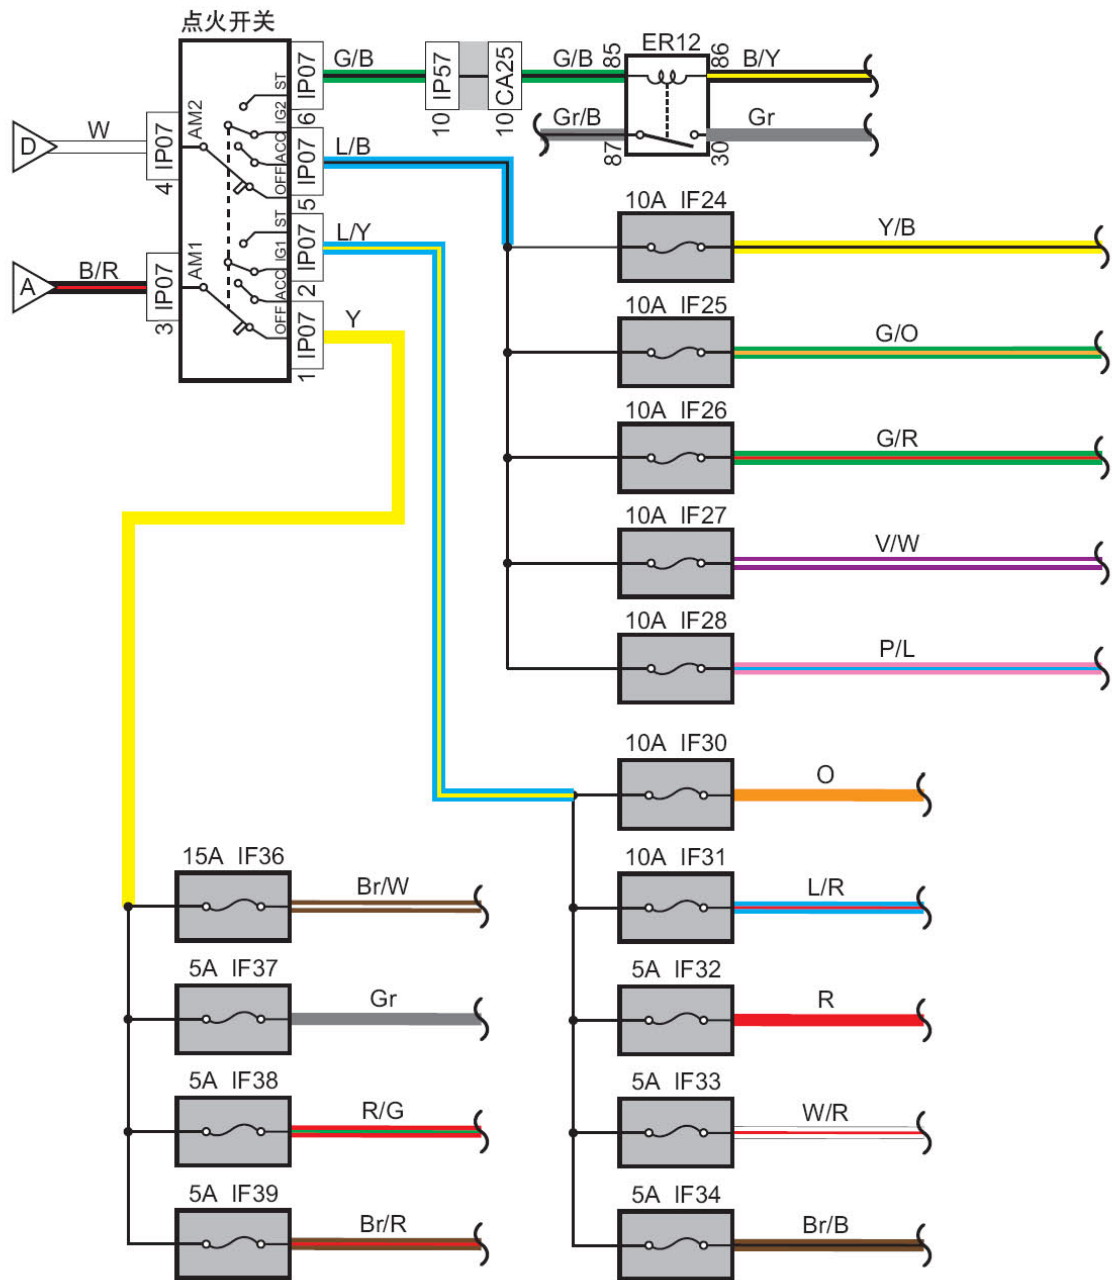 点火开关
D
W
4
IP07
AM2
A
B/R
3
IP07
AM1
ST
IG2
ACC
OFF
ST
IG1
ACC
OFF
6
IP07
G/B
10
IP57
10
CA25
G/B
85
ER12
86
B/Y
Gr/B
87
30
Gr
5
IP07
L/B
2
IP07
L/Y
1
IP07
Y
10A IF24
Y/B
10A IF25
G/O
10A IF26
G/R
10A IF27
V/W
10A IF28
P/L
10A IF30
O
10A IF31
L/R
5A IF32
R
5A IF33
W/R
5A IF34
Br/B
15A IF36
Br/W
5A IF37
Gr
5A IF38
R/G
5A IF39
Br/R